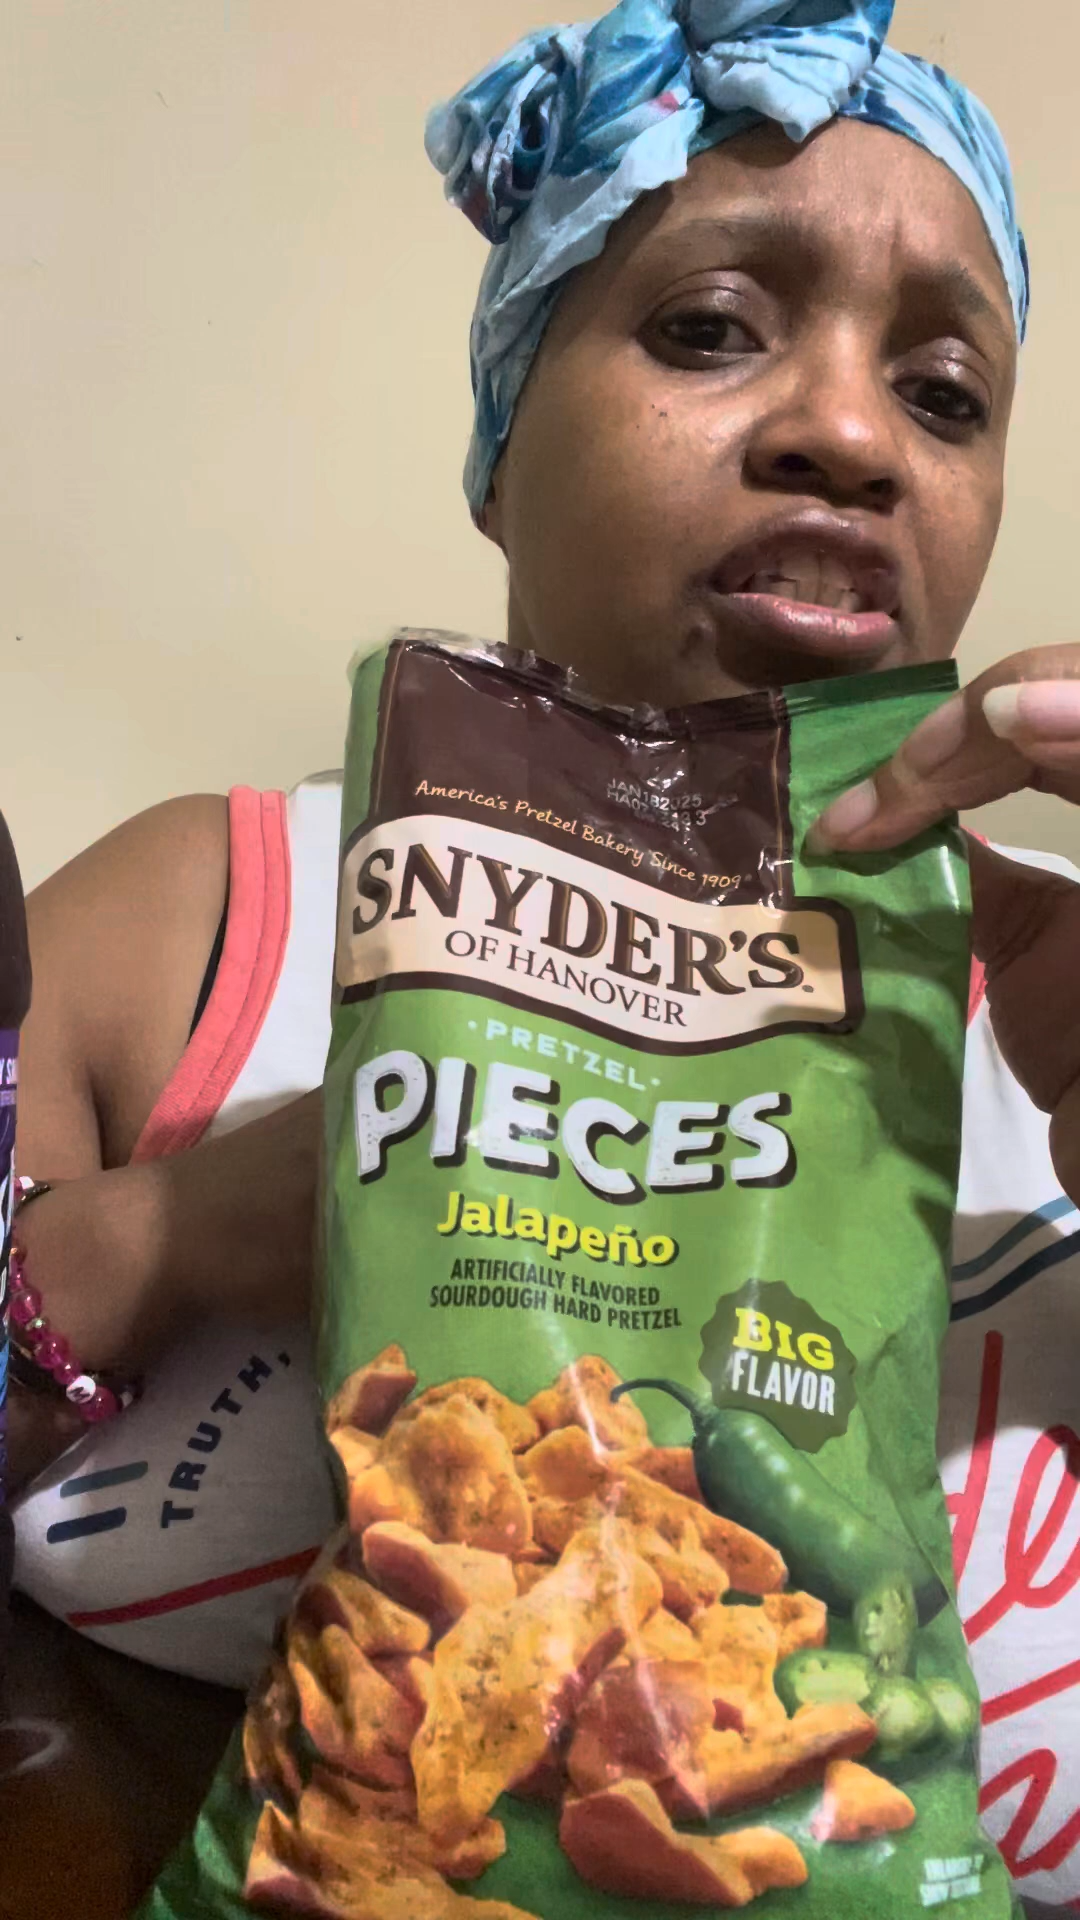 JAN182025
America's Pretzel Bakery Since 1909
SNYDER'S
OF HANOVER
• PRETZEL •
PIECES
Jalapeño
ARTIFICIALLY FLAVORED
SOURDOUGH HARD PRETZEL
BIG
FLAVOR
TRUTH,